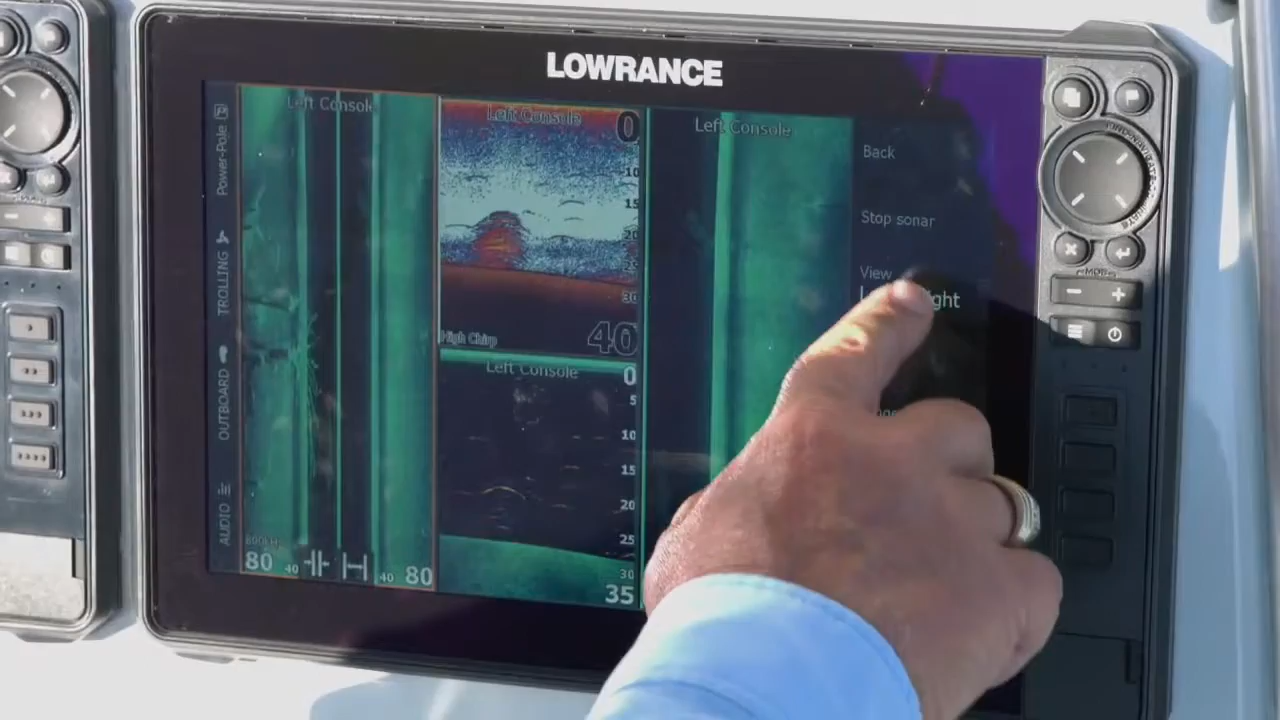 LOWRANCE
Power-Pole
TROLLING
OUTBOARD
AUDIO
Left Console
800kHz
80 40 40 80
Left Console
0
10
15
20
25
30
High Chirp
40
Left Console
0
5
10
15
20
25
30
35
Left Console
Back
Stop sonar
View